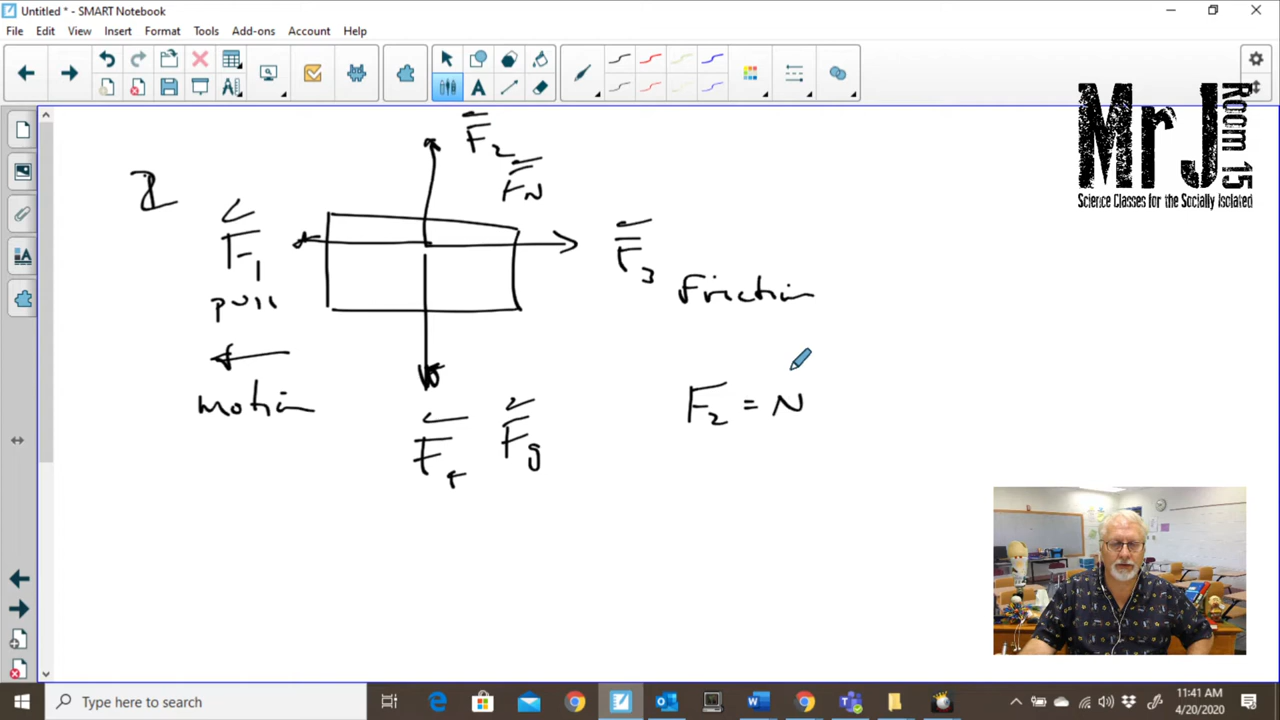 Untitled * - SMART Notebook
File Edit View Insert Format Tools Add-ons Account Help
MrJ
Room 15
Science Classes for the Socially Isolated
2
F2
FN
F1
pull
F3
Friction
motion
F4 Fg
F2 = N
Type here to search
11:41 AM
4/20/2020